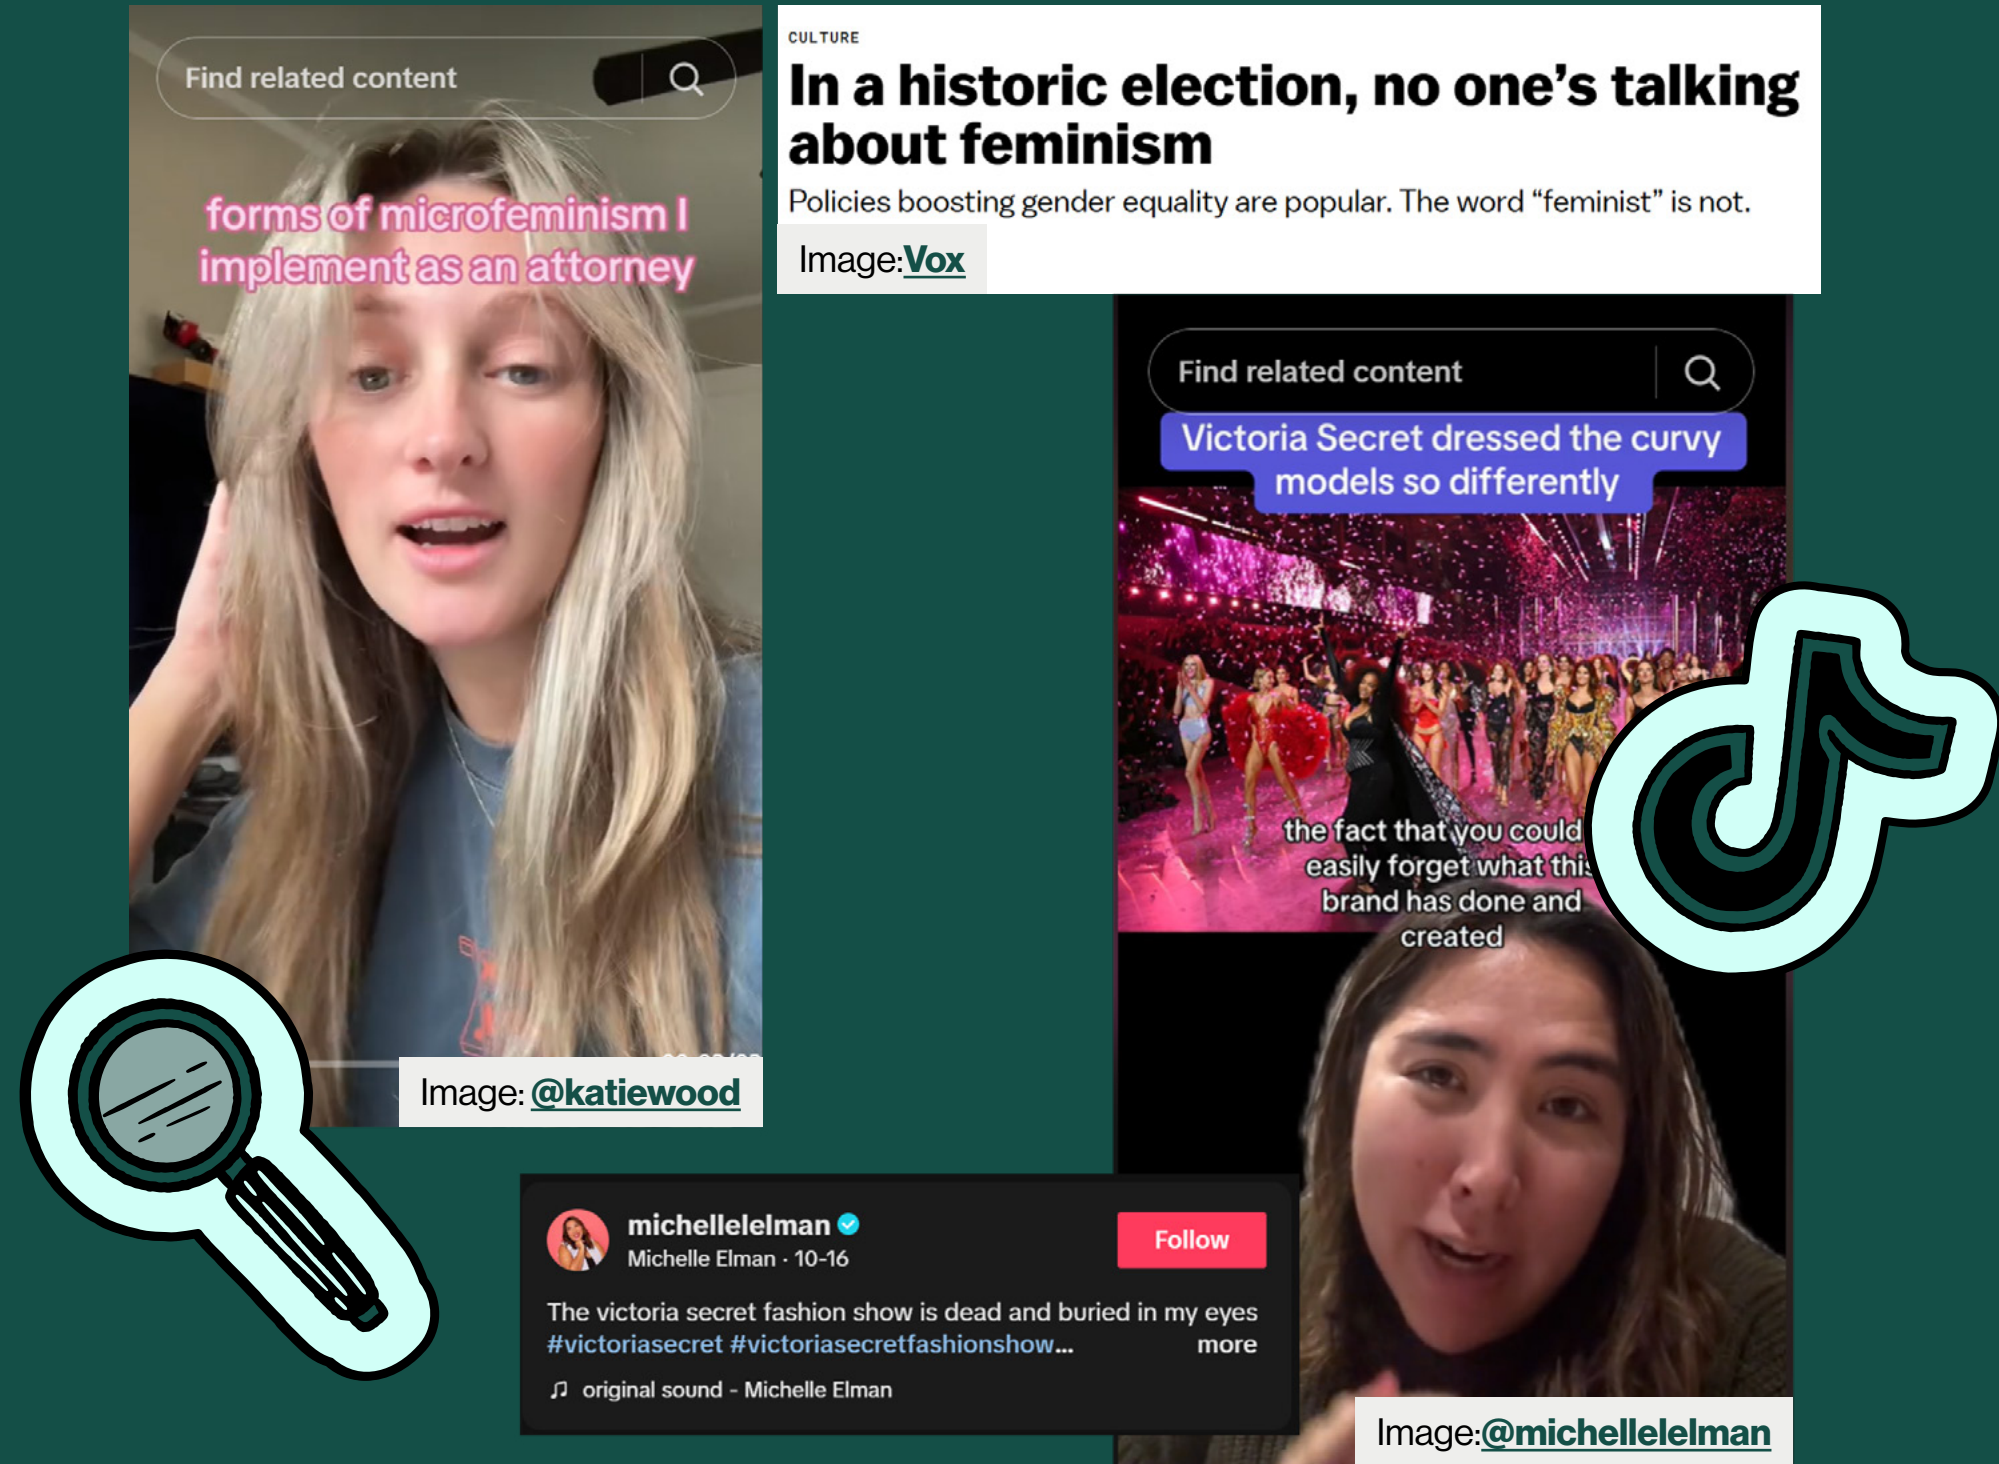 Find related content
forms of microfeminism I
implement as an attorney
Image: @katiewood
CULTURE
In a historic election, no one's talking
about feminism
Policies boosting gender equality are popular. The word “feminist” is not.
Image:Vox
Find related content
Victoria Secret dressed the curvy
models so differently
the fact that you could
easily forget what this
brand has done and
created
michellelelman
Michelle Elman · 10-16
Follow
The victoria secret fashion show is dead and buried in my eyes
#victoriasecret #victoriasecretfashionshow...
more
original sound - Michelle Elman
Image:@michellelelman